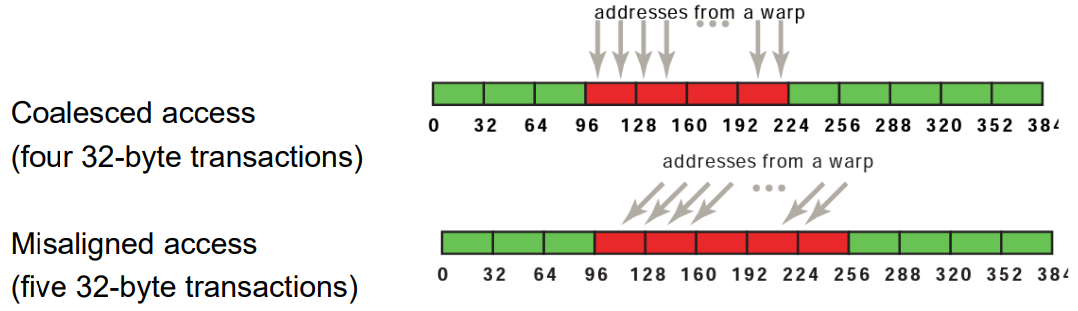 addresses from a warp
Coalesced access
(four 32-byte transactions)
0 32 64 96 128 160 192 224 256 288 320 352 384
addresses from a warp
Misaligned access
(five 32-byte transactions)
0 32 64 96 128 160 192 224 256 288 320 352 384